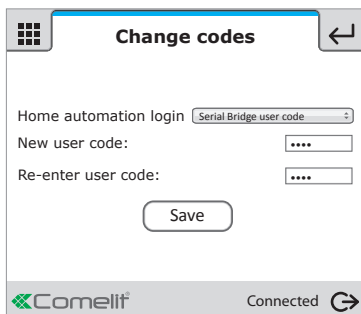 Change codes
Home automation login Serial Bridge user code
New user code: ••••
Re-enter user code: ••••
Save
Comelit Connected